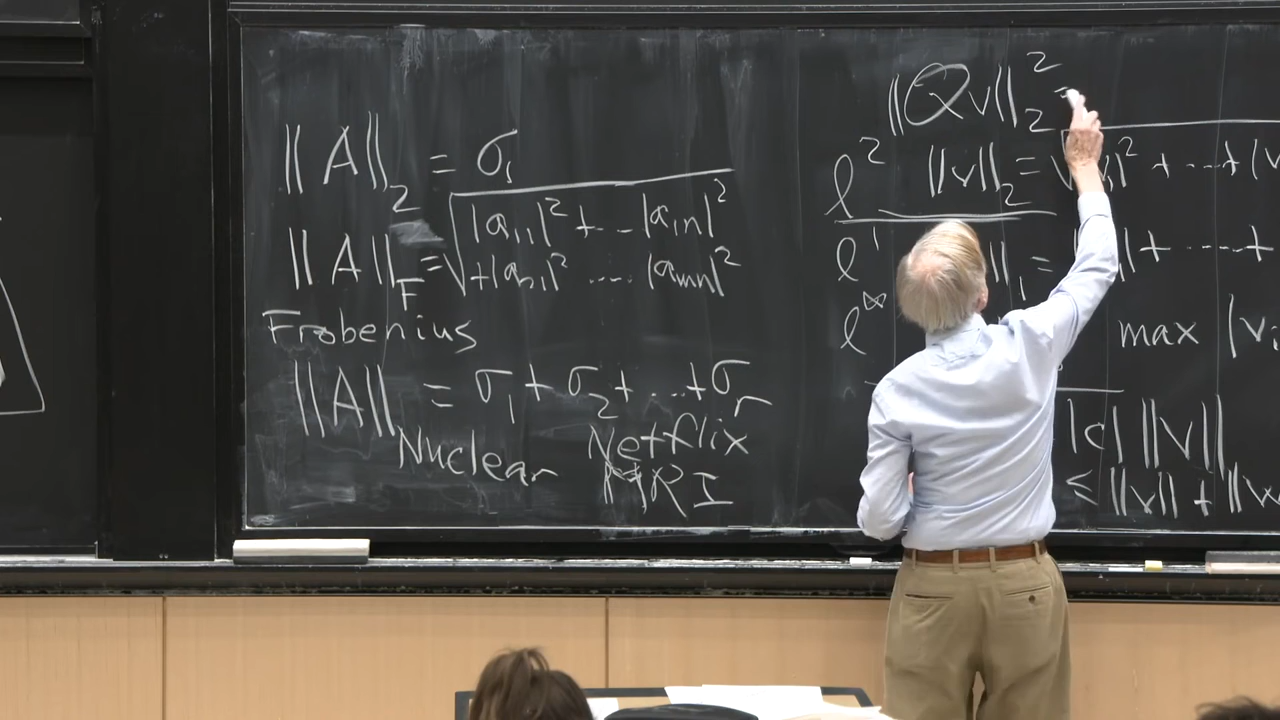 ||A||₂ = σ₁
||A||_F = √|a₁₁|² + ... |a₁ₙ|²
+|a₂₁|² .... |aₘₙ|²
Frobenius
||A|| = σ₁ + σ₂ + ... + σᵣ
Nuclear Netflix
MRI
||Qv||₂² =
ℓ² ||v||₂ = √ |² + ... + |v
ℓ¹ ||₁ = |+ ..... +
ℓ^∞ max |vᵢ
|c| ||v||
≤ ||v|| + ||w